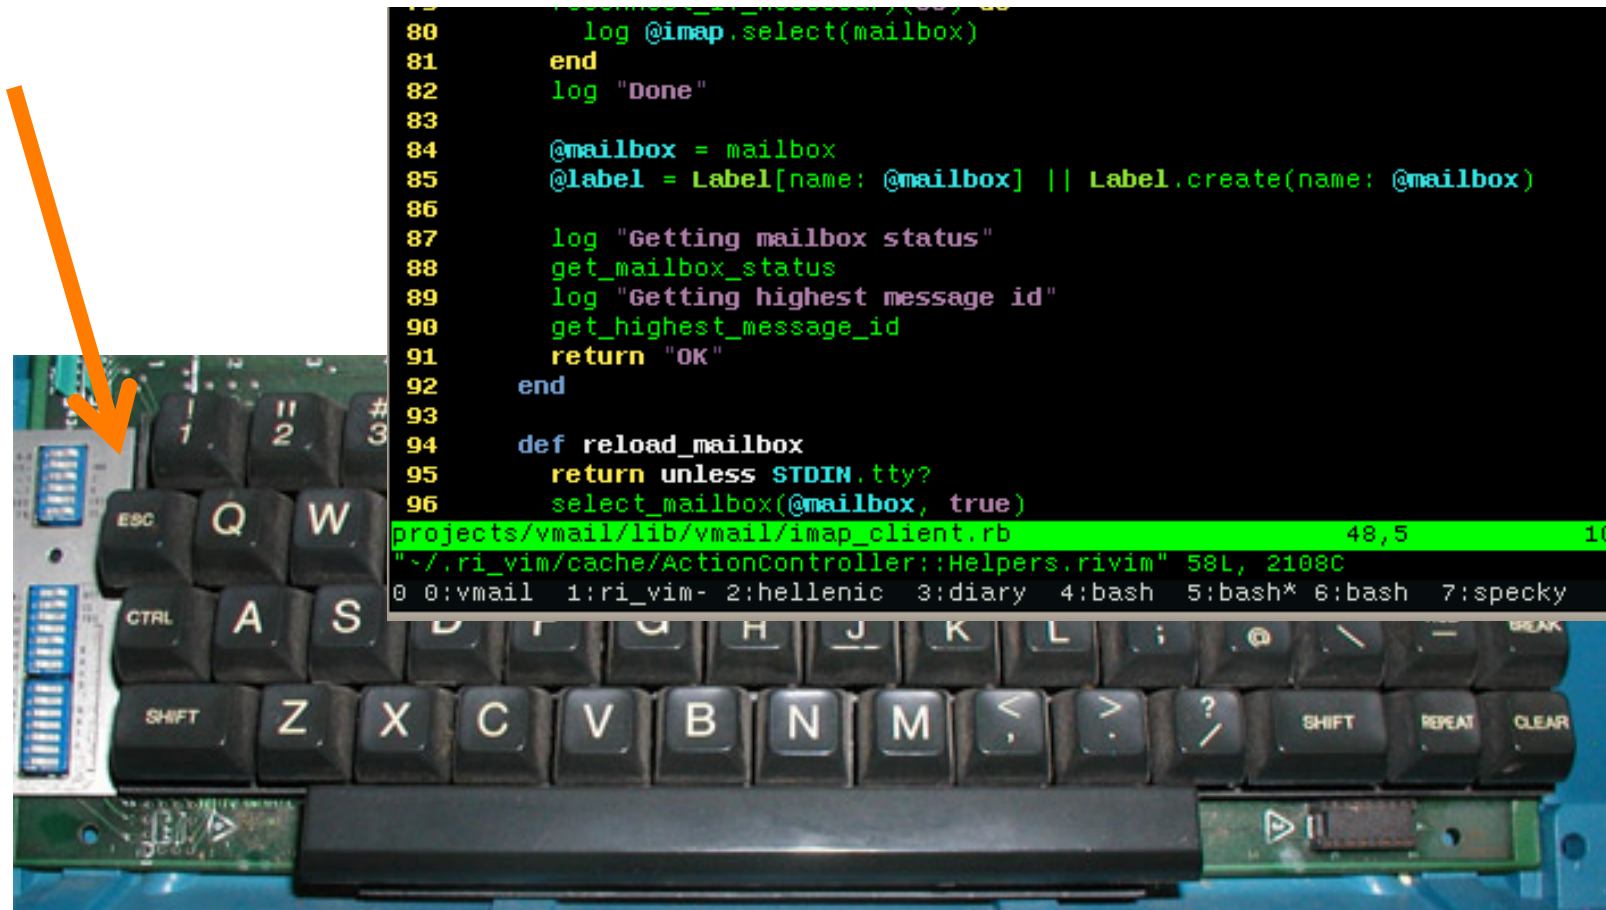 80 log @imap.select(mailbox)
81 end
82 log "Done"
83
84 @mailbox = mailbox
85 @label = Label[name: @mailbox] || Label.create(name: @mailbox)
86
87 log "Getting mailbox status"
88 get_mailbox_status
89 log "Getting highest message id"
90 get_highest_message_id
91 return "OK"
92 end
93
94 def reload_mailbox
95 return unless STDIN.tty?
96 select_mailbox(@mailbox, true)
projects/vmail/lib/vmail/imap_client.rb 48,5
"~/.ri_vim/cache/ActionController::Helpers.rivim" 58L, 2108C
0 0:vmail 1:ri_vim- 2:hellenic 3:diary 4:bash 5:bash* 6:bash 7:specky
! " #
1 2 3
ESC Q W
CTRL A S D F G H J K L ; @ \ BREAK
SHIFT Z X C V B N M < , > . ? / SHIFT REPEAT CLEAR